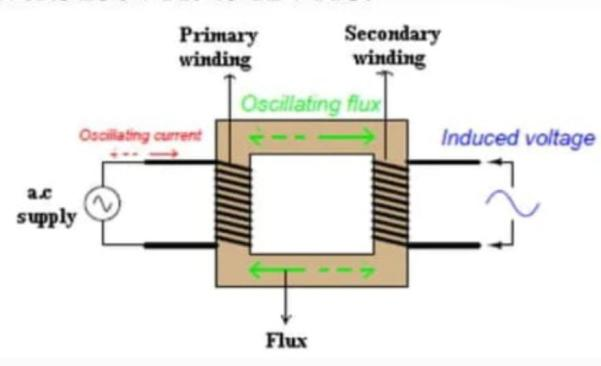 Primary
winding
Secondary
winding
Oscillating flux
Oscillating current
Induced voltage
a.c
supply
Flux